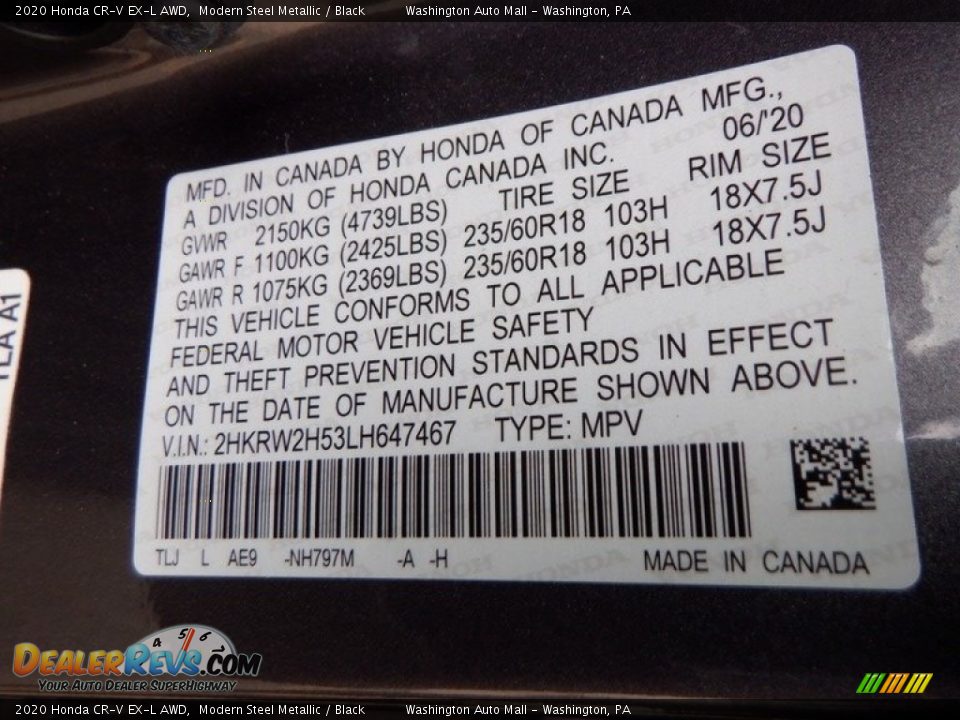 2020 Honda CR-V EX-L AWD, Modern Steel Metallic / Black Washington Auto Mall - Washington, PA
MFD. IN CANADA BY HONDA OF CANADA MFG.,
A DIVISION OF HONDA CANADA INC. 06/'20
GVWR 2150KG (4739LBS) TIRE SIZE RIM SIZE
GAWR F 1100KG (2425LBS) 235/60R18 103H 18X7.5J
GAWR R 1075KG (2369LBS) 235/60R18 103H 18X7.5J
THIS VEHICLE CONFORMS TO ALL APPLICABLE
FEDERAL MOTOR VEHICLE SAFETY
AND THEFT PREVENTION STANDARDS IN EFFECT
ON THE DATE OF MANUFACTURE SHOWN ABOVE.
V.I.N.: 2HKRW2H53LH647467 TYPE: MPV
TLJ L AE9 -NH797M -A -H MADE IN CANADA
TLA A1
4 5 6
DEALERREVS.COM
YOUR AUTO DEALER SUPERHIGHWAY
2020 Honda CR-V EX-L AWD, Modern Steel Metallic / Black Washington Auto Mall - Washington, PA